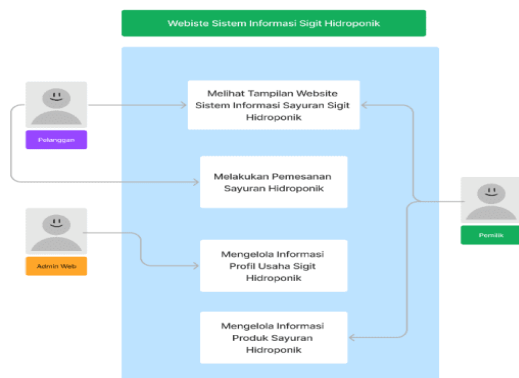 Webiste Sistem Informasi Sigit Hidroponik
Melihat Tampilan Website
Sistem Informasi Sayuran Sigit
Hidroponik
Pelanggan
Melakukan Pemesanan
Sayuran Hidroponik
Pemilik
Admin Web
Mengelola Informasi
Profil Usaha Sigit
Hidroponik
Mengelola Informasi
Produk Sayuran
Hidroponik